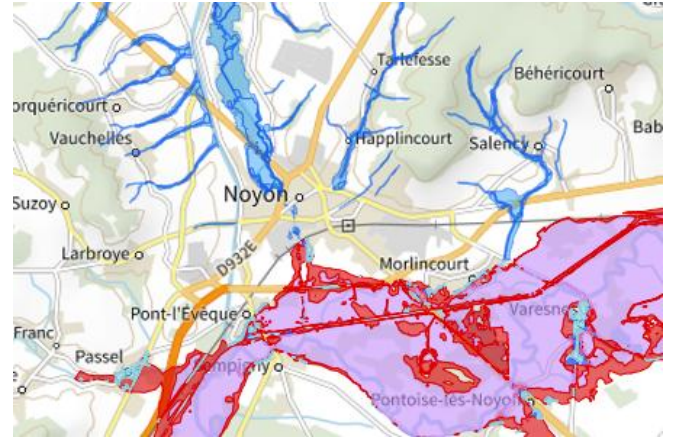 Tarlefesse
Béhéricourt
orquéricourt
Vauchelles
Happlincourt
Salency
Bab
Noyon
Suzoy
Larbroye
D932E
Morlincourt
Pont-l'Évêque
Varesnes
Franc
Passel
Sempigny
Pontoise-lès-Noyon